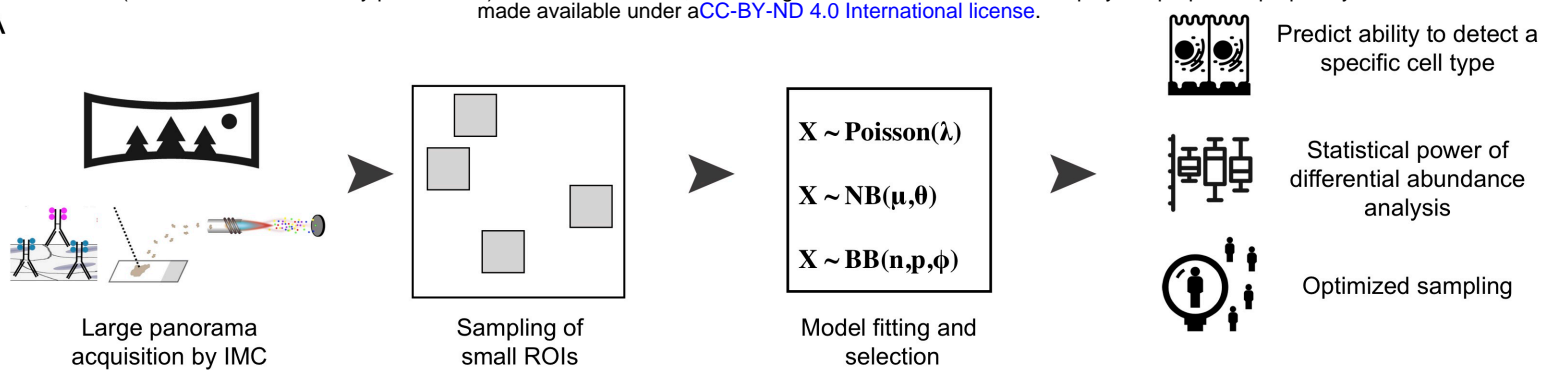 made available under aCC-BY-ND 4.0 International license.
Predict ability to detect a
specific cell type
X ~ Poisson(λ)
X ~ NB(μ,θ)
X ~ BB(n,p,ϕ)
Statistical power of
differential abundance
analysis
Optimized sampling
Large panorama
acquisition by IMC
Sampling of
small ROIs
Model fitting and
selection